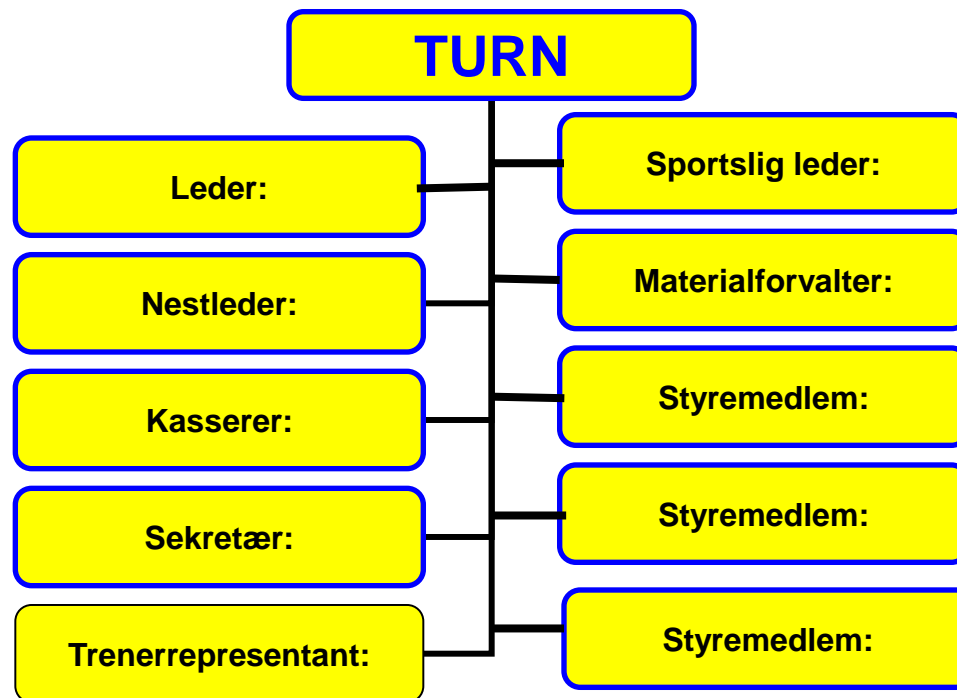 TURN
Leder:
Nestleder:
Kasserer:
Sekretær:
Trenerrepresentant:
Sportslig leder:
Materialforvalter:
Styremedlem:
Styremedlem:
Styremedlem: